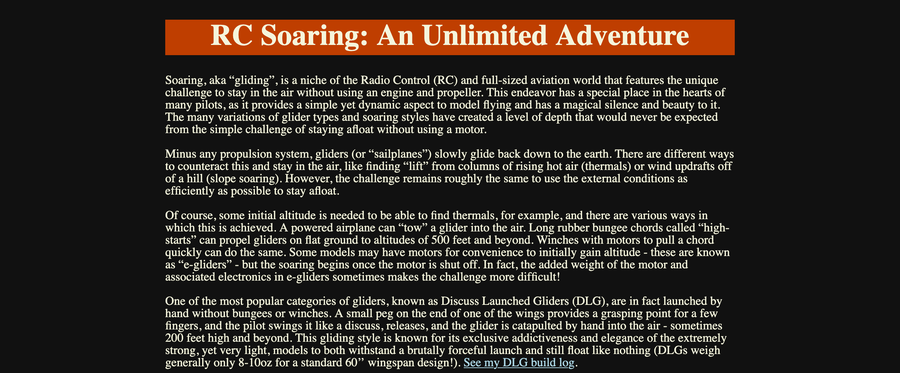 RC Soaring: An Unlimited Adventure
Soaring, aka “gliding”, is a niche of the Radio Control (RC) and full-sized aviation world that features the unique
challenge to stay in the air without using an engine and propeller. This endeavor has a special place in the hearts of
many pilots, as it provides a simple yet dynamic aspect to model flying and has a magical silence and beauty to it.
The many variations of glider types and soaring styles have created a level of depth that would never be expected
from the simple challenge of staying afloat without using a motor.
Minus any propulsion system, gliders (or “sailplanes”) slowly glide back down to the earth. There are different ways
to counteract this and stay in the air, like finding “lift” from columns of rising hot air (thermals) or wind updrafts off
of a hill (slope soaring). However, the challenge remains roughly the same to use the external conditions as
efficiently as possible to stay afloat.
Of course, some initial altitude is needed to be able to find thermals, for example, and there are various ways in
which this is achieved. A powered airplane can “tow” a glider into the air. Long rubber bungee chords called “high-
starts” can propel gliders on flat ground to altitudes of 500 feet and beyond. Winches with motors to pull a chord
quickly can do the same. Some models may have motors for convenience to initially gain altitude - these are known
as “e-gliders” - but the soaring begins once the motor is shut off. In fact, the added weight of the motor and
associated electronics in e-gliders sometimes makes the challenge more difficult!
One of the most popular categories of gliders, known as Discuss Launched Gliders (DLG), are in fact launched by
hand without bungees or winches. A small peg on the end of one of the wings provides a grasping point for a few
fingers, and the pilot swings it like a discuss, releases, and the glider is catapulted by hand into the air - sometimes
200 feet high and beyond. This gliding style is known for its exclusive addictiveness and elegance of the extremely
strong, yet very light, models to both withstand a brutally forceful launch and still float like nothing (DLGs weigh
generally only 8-10oz for a standard 60’’ wingspan design!). See my DLG build log.